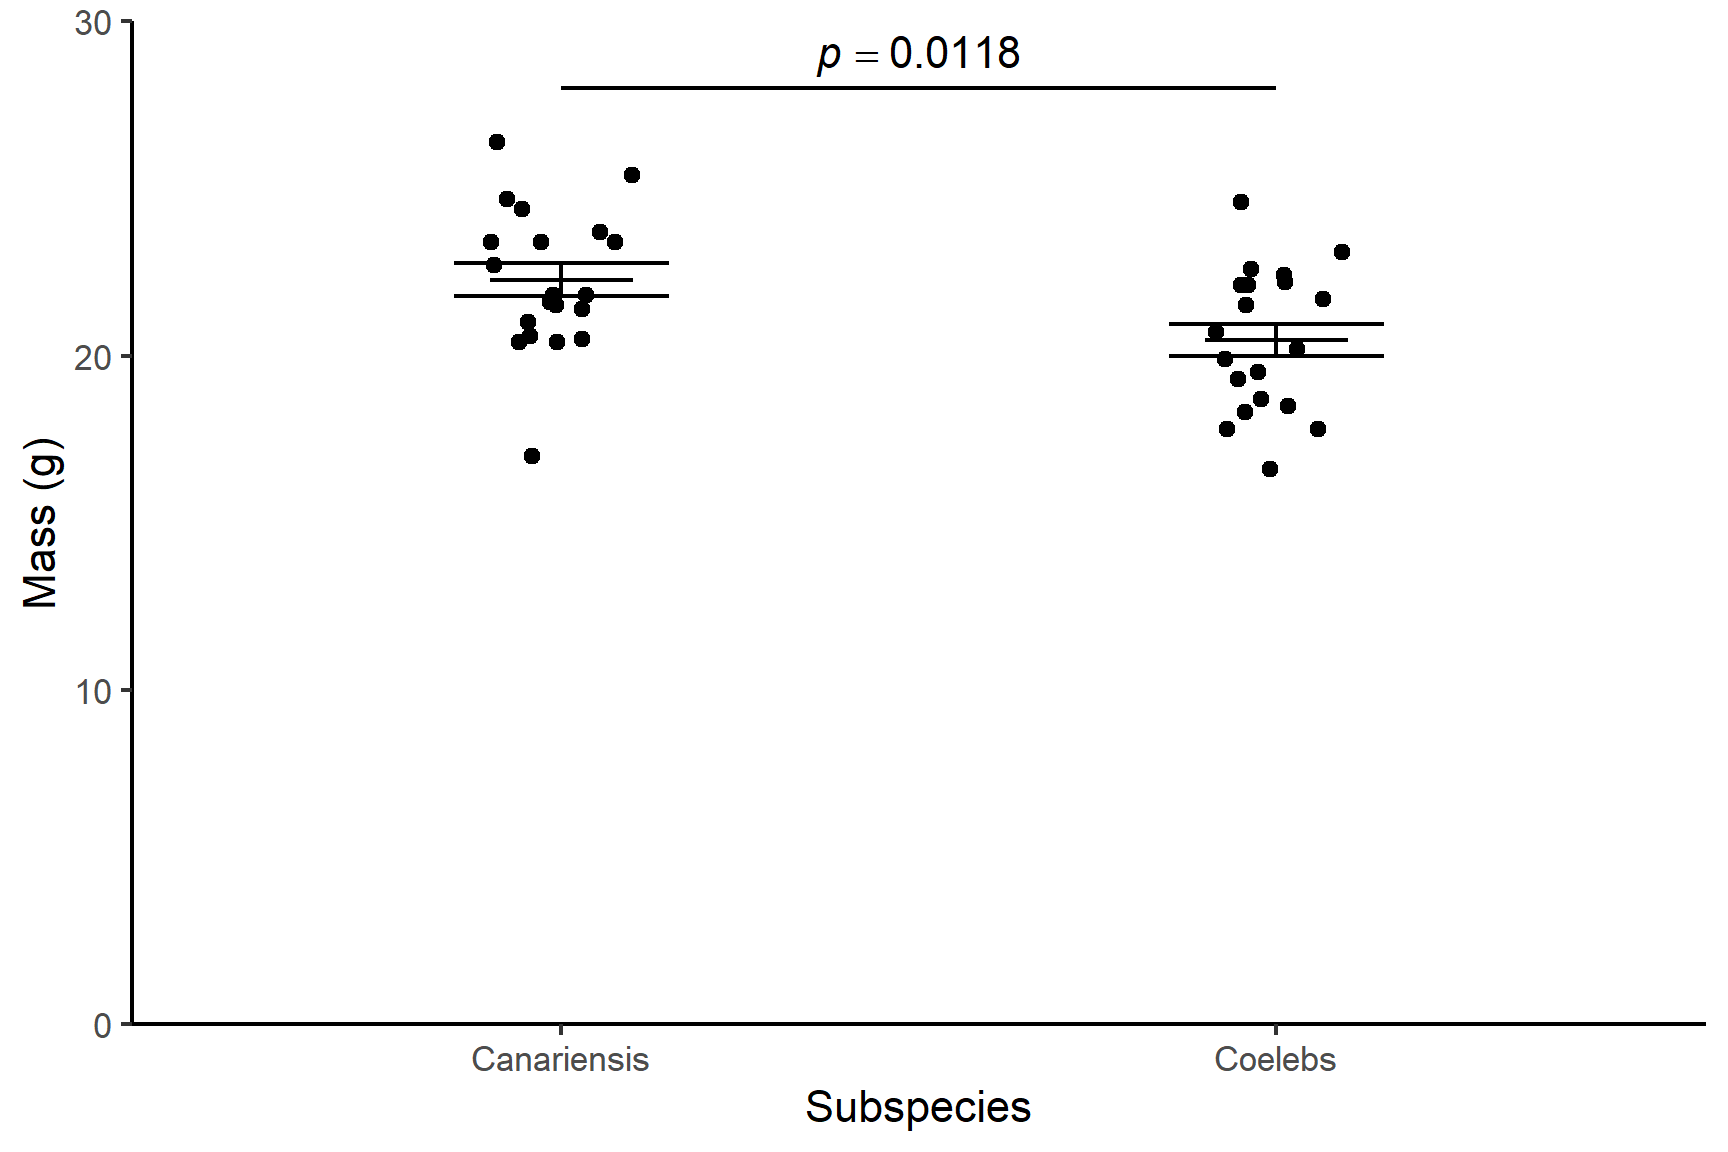 p = 0.0118
30
20
10
0
Mass (g)
Canariensis
Coelebs
Subspecies